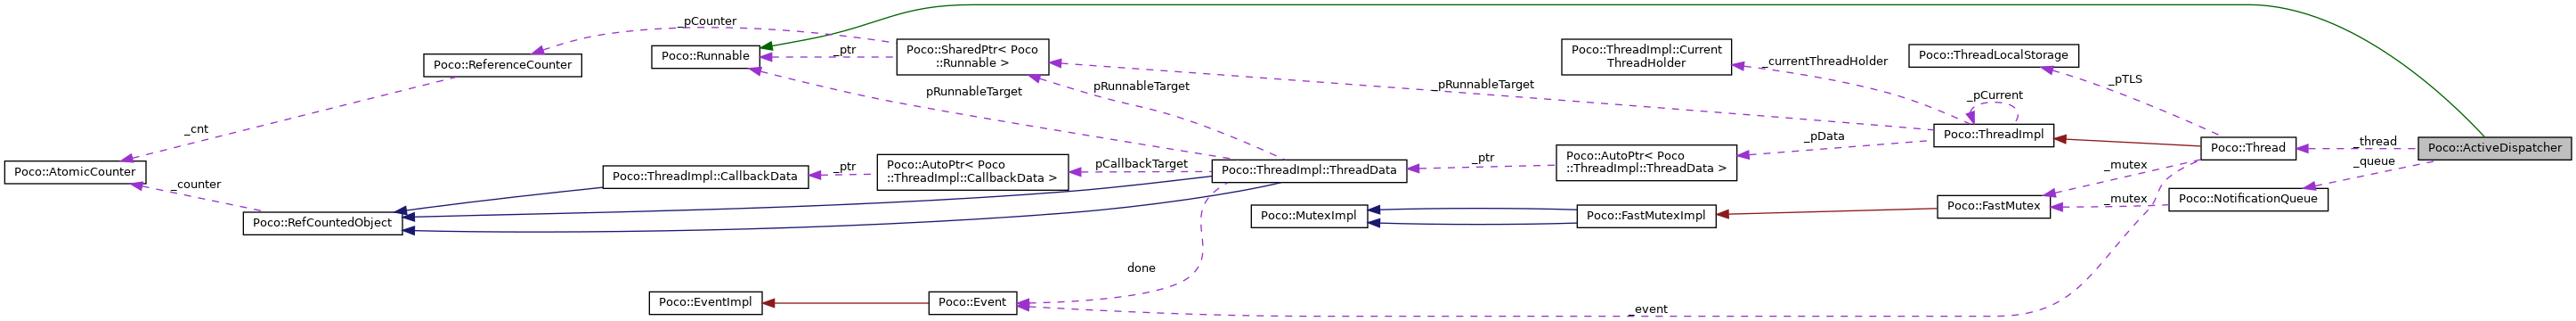 _pCounter
Poco::ReferenceCounter
Poco::Runnable
_ptr
Poco::SharedPtr< Poco
::Runnable >
Poco::ThreadImpl::Current
ThreadHolder
_currentThreadHolder
Poco::ThreadLocalStorage
_pTLS
pRunnableTarget
pRunnableTarget
_pRunnableTarget
_pCurrent
_cnt
Poco::ThreadImpl
_pData
Poco::Thread
_thread
Poco::ActiveDispatcher
_queue
Poco::AtomicCounter
_counter
Poco::ThreadImpl::CallbackData
_ptr
Poco::AutoPtr< Poco
::ThreadImpl::CallbackData >
pCallbackTarget
Poco::ThreadImpl::ThreadData
_ptr
Poco::AutoPtr< Poco
::ThreadImpl::ThreadData >
_mutex
Poco::RefCountedObject
Poco::MutexImpl
Poco::FastMutexImpl
Poco::FastMutex
_mutex
Poco::NotificationQueue
done
Poco::EventImpl
Poco::Event
_event